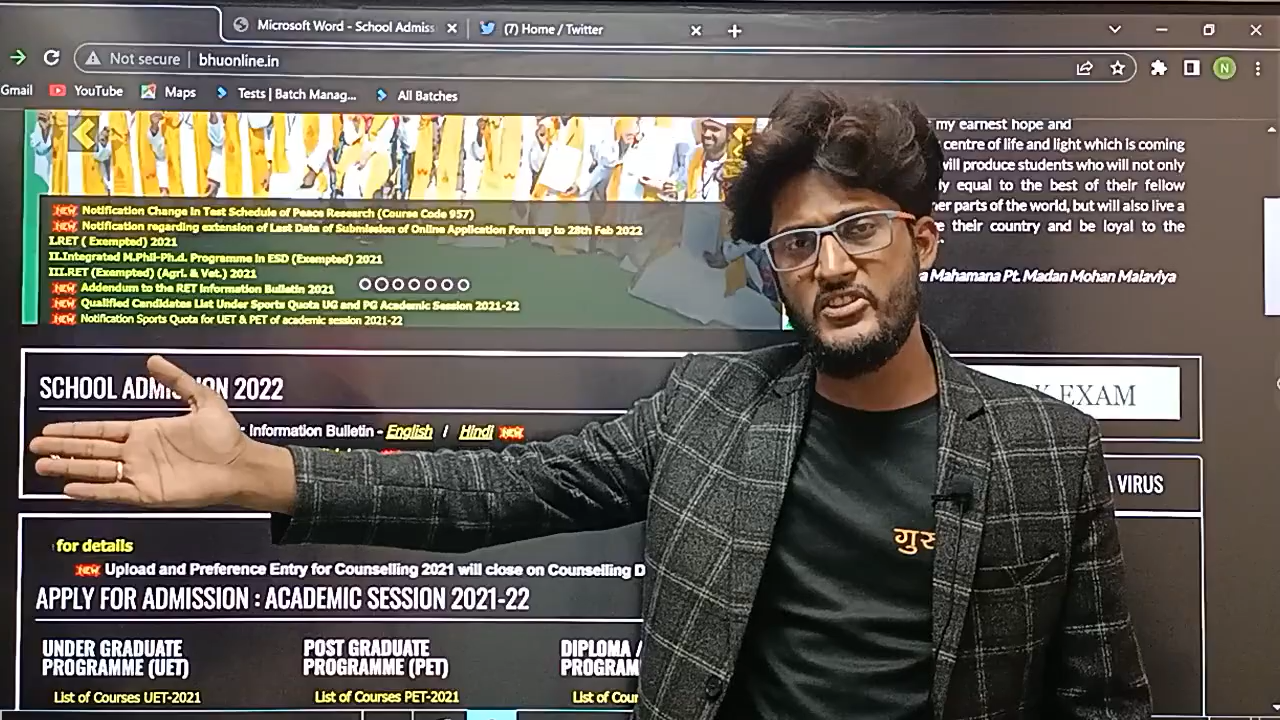 Microsoft Word - School Admiss
(7) Home / Twitter
Not secure
bhuonline.in
N
Gmail
YouTube
Maps
Tests | Batch Manag...
All Batches
NEW Notification Change in Test Schedule of Peace Research (Course Code 957)
NEW Notification regarding extension of Last Date of Submission of Online Application Form up to 28th Feb 2022
I.RET ( Exempted) 2021
II.Integrated M.Phil-Ph.d. Programme in ESD (Exempted) 2021
III.RET (Exempted) (Agri. & Vet.) 2021
NEW Addendum to the RET Information Bulletin 2021
NEW Qualified Candidates List Under Sports Quota UG and PG Academic Session 2021-22
NEW Notification Sports Quota for UET & PET of academic session 2021-22
my earnest hope and
centre of life and light which is coming
will produce students who will not only
equal to the best of their fellow
parts of the world, but will also live a
their country and be loyal to the
a Mahamana Pt. Madan Mohan Malaviya
SCHOOL 2022
: Information Bulletin - English / Hindi NEW
EXAM
VIRUS
for details
NEW Upload and Preference Entry for Counselling 2021 will close on Counselling D
APPLY FOR ADMISSION : ACADEMIC SESSION 2021-22
UNDER GRADUATE
PROGRAMME (UET)
List of Courses UET-2021
POST GRADUATE
PROGRAMME (PET)
List of Courses PET-2021
DIPLOMA /
PROGRAM
List of Cour
गुरु